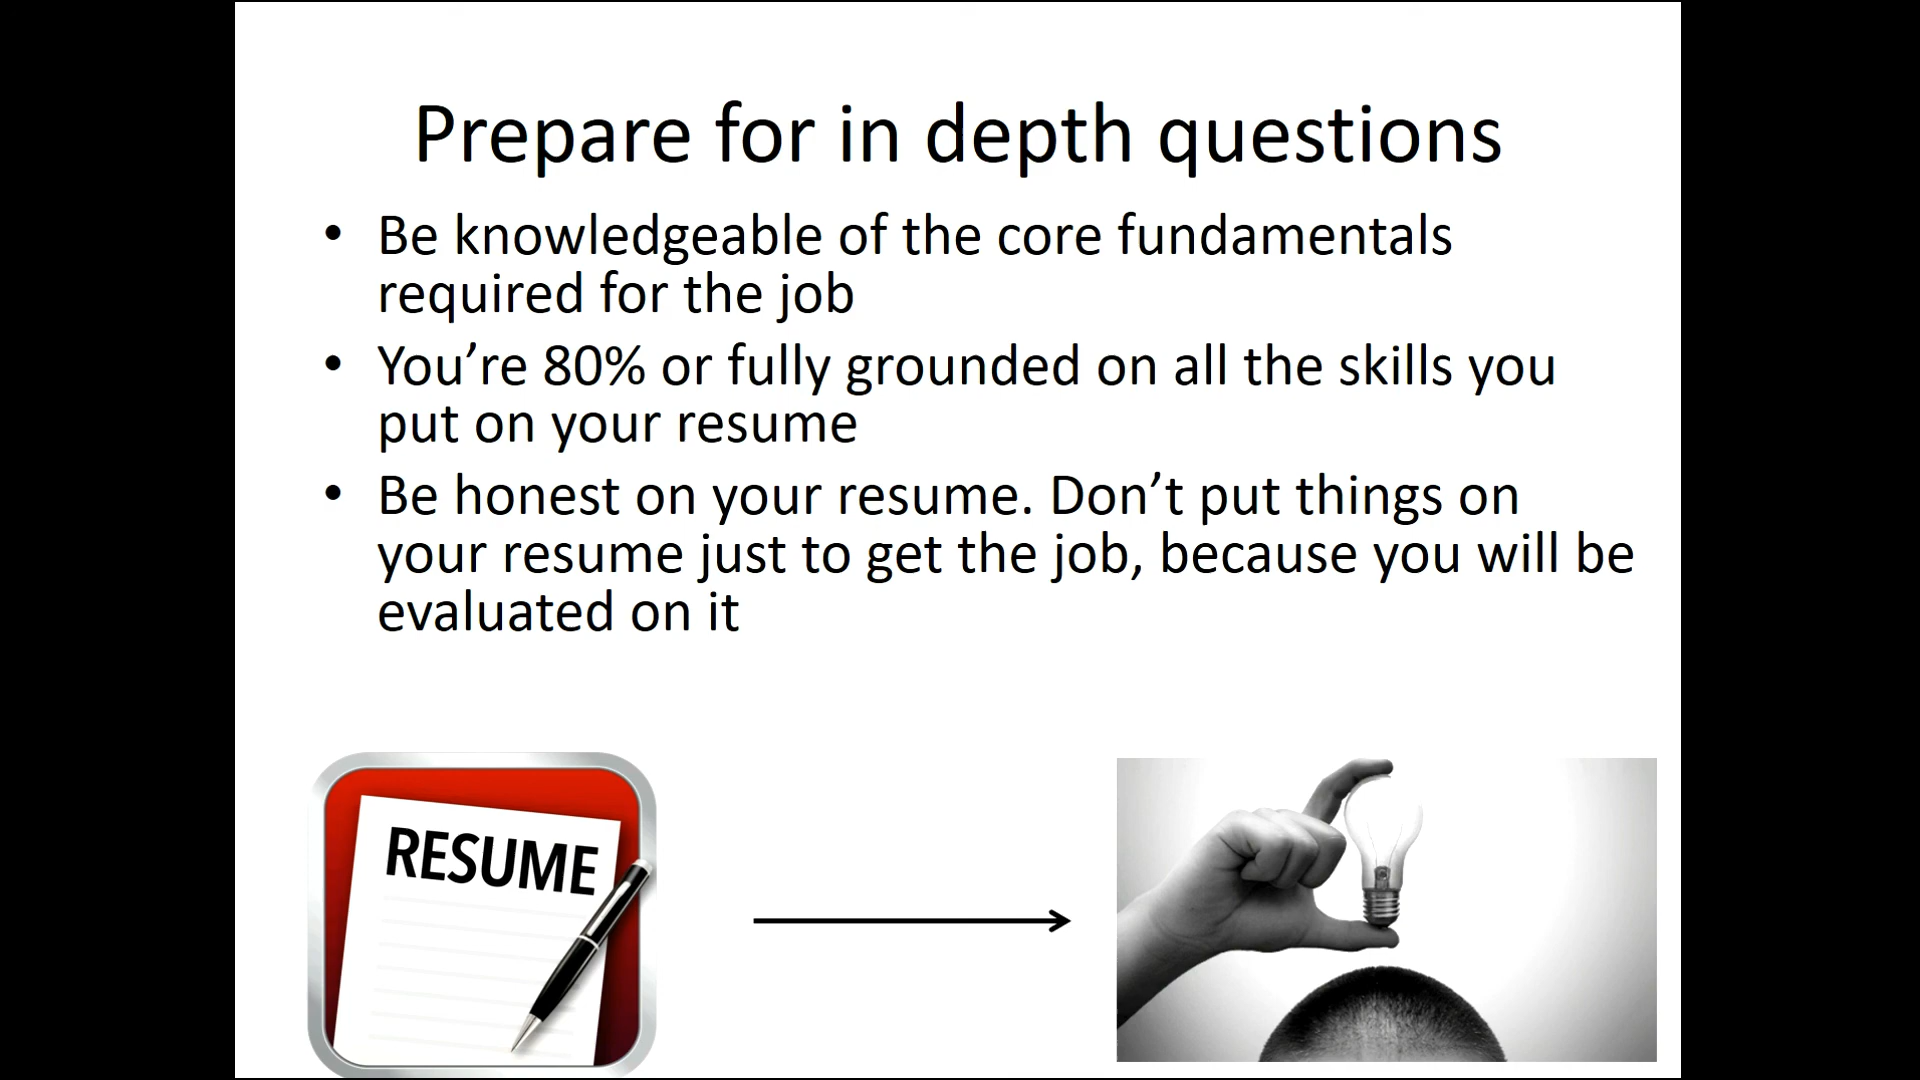 Prepare for in depth questions
• Be knowledgeable of the core fundamentals
required for the job
• You’re 80% or fully grounded on all the skills you
put on your resume
• Be honest on your resume. Don’t put things on
your resume just to get the job, because you will be
evaluated on it
RESUME